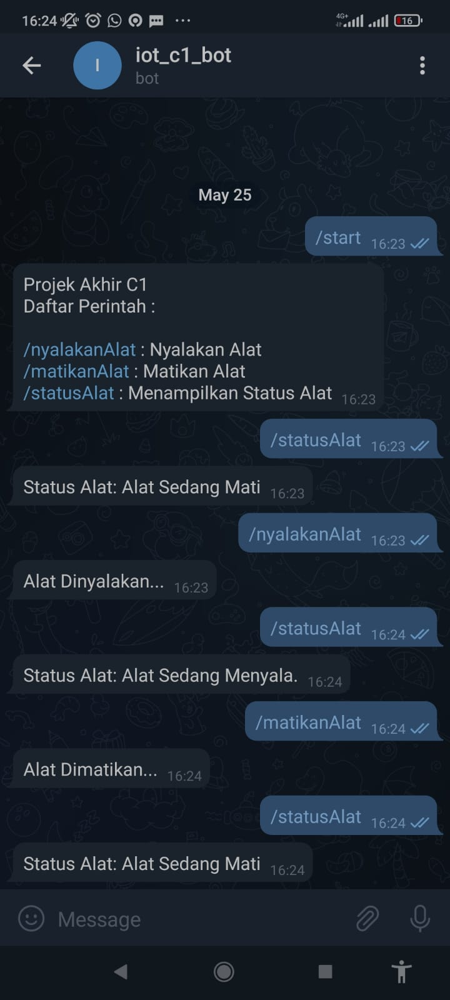 16:24
4G+
16
I
iot_c1_bot
bot
May 25
/start 16:23
Projek Akhir C1
Daftar Perintah :
/nyalakanAlat : Nyalakan Alat
/matikanAlat : Matikan Alat
/statusAlat : Menampilkan Status Alat 16:23
/statusAlat 16:23
Status Alat: Alat Sedang Mati 16:23
/nyalakanAlat 16:23
Alat Dinyalakan... 16:23
/statusAlat 16:24
Status Alat: Alat Sedang Menyala. 16:24
/matikanAlat 16:24
Alat Dimatikan... 16:24
/statusAlat 16:24
Status Alat: Alat Sedang Mati 16:24
Message